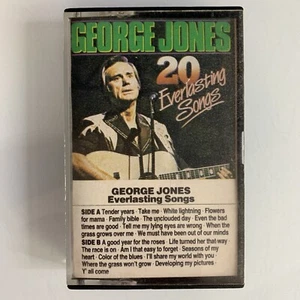 GEORGE JONES
20
Everlasting
Songs
GEORGE JONES
Everlasting Songs
SIDE A Tender years · Take me · White lightning · Flowers
for mama · Family bible · The unclouded day · Even the bad
times are good · Tell me my lying eyes are wrong · When the
grass grows over me · We must have been out of our minds
SIDE B A good year for the roses · Life turned her that way
The race is on · Am I that easy to forget · Seasons of my
heart · Color of the blues · I'll share my world with you
Where the grass won't grow · Developing my pictures
Y' all come